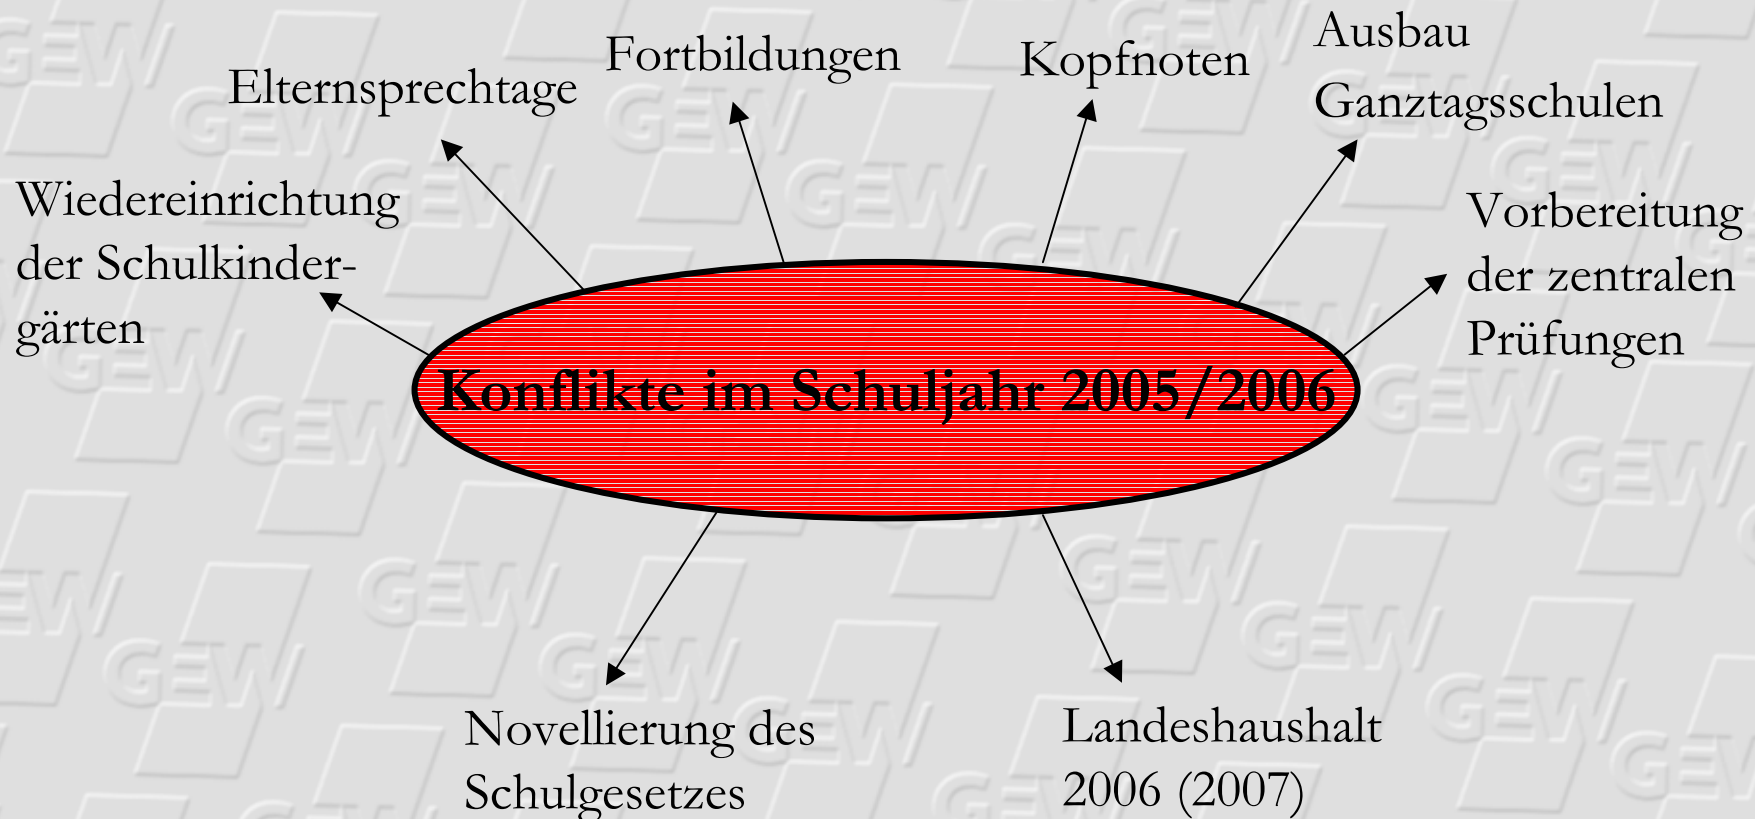 Ausbau
Ganztagsschulen
Fortbildungen
Kopfnoten
Elternsprechtage
Wiedereinrichtung
der Schulkinder-
gärten
Vorbereitung
der zentralen
Prüfungen
Konflikte im Schuljahr 2005/2006
Novellierung des
Schulgesetzes
Landeshaushalt
2006 (2007)
GEW